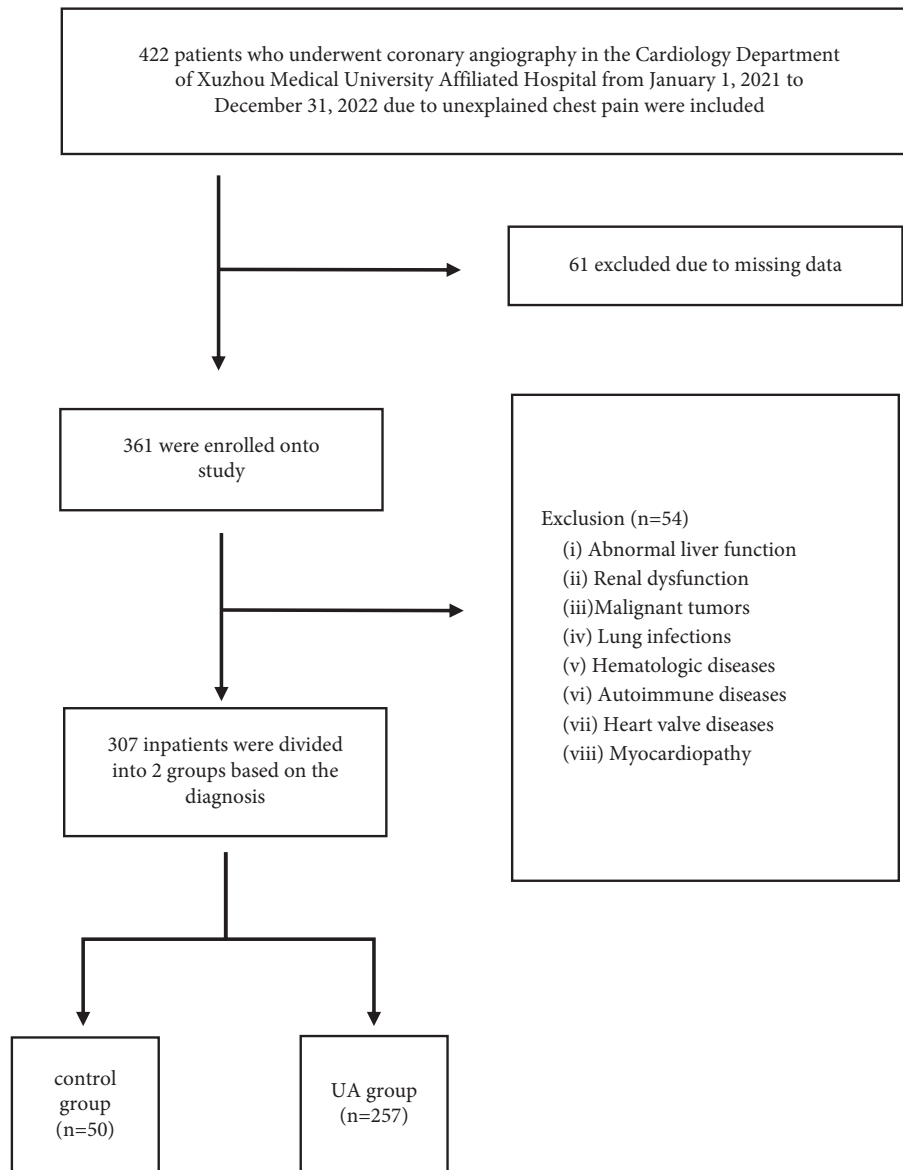 422 patients who underwent coronary angiography in the Cardiology Department
of Xuzhou Medical University Affiliated Hospital from January 1, 2021 to
December 31, 2022 due to unexplained chest pain were included
61 excluded due to missing data
361 were enrolled onto
study
Exclusion (n=54)
(i) Abnormal liver function
(ii) Renal dysfunction
(iii)Malignant tumors
(iv) Lung infections
(v) Hematologic diseases
(vi) Autoimmune diseases
(vii) Heart valve diseases
(viii) Myocardiopathy
307 inpatients were divided
into 2 groups based on the
diagnosis
control
group
(n=50)
UA group
(n=257)